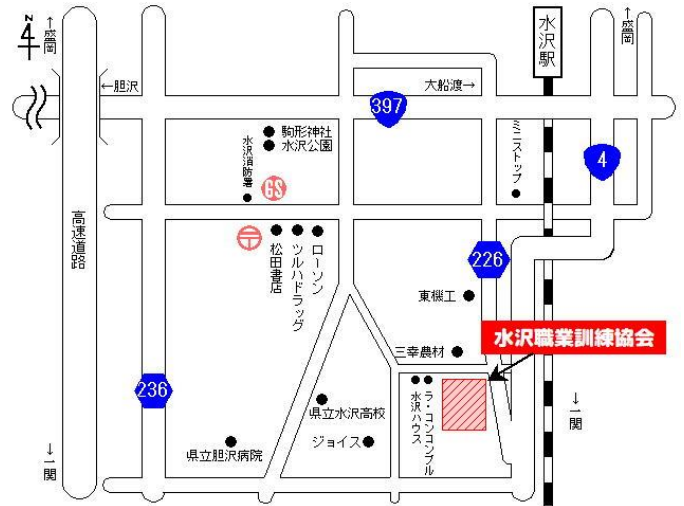 N
↑盛岡
水沢駅
↑盛岡
←胆沢
大船渡→
397
4
駒形神社
水沢公園
水沢消防署
GS
ミニストップ
〒
高速道路
松田書店
ツルハドラッグ
ローソン
226
東機工
水沢職業訓練協会
三幸農材
236
水沢ハウス
ラ・コンコンブル
県立水沢高校
ジョイス
県立胆沢病院
↓一関
↓一関